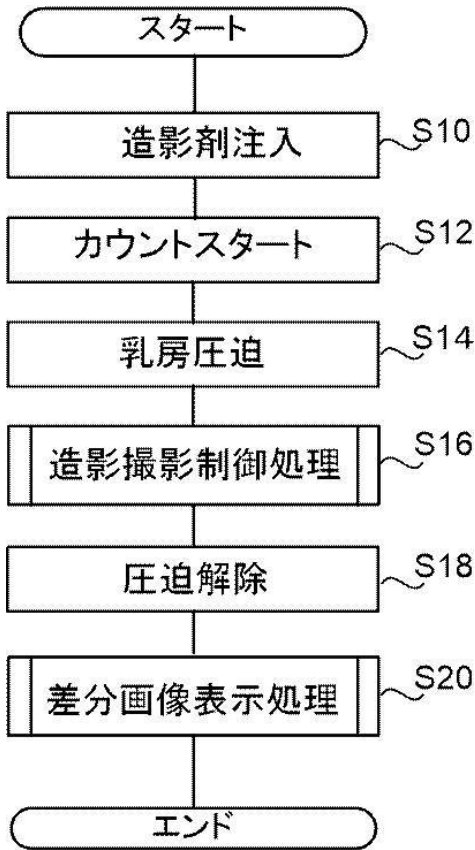 スタート
造影剤注入
S10
カウントスタート
S12
乳房圧迫
S14
造影撮影制御処理
S16
圧迫解除
S18
差分画像表示処理
S20
エンド